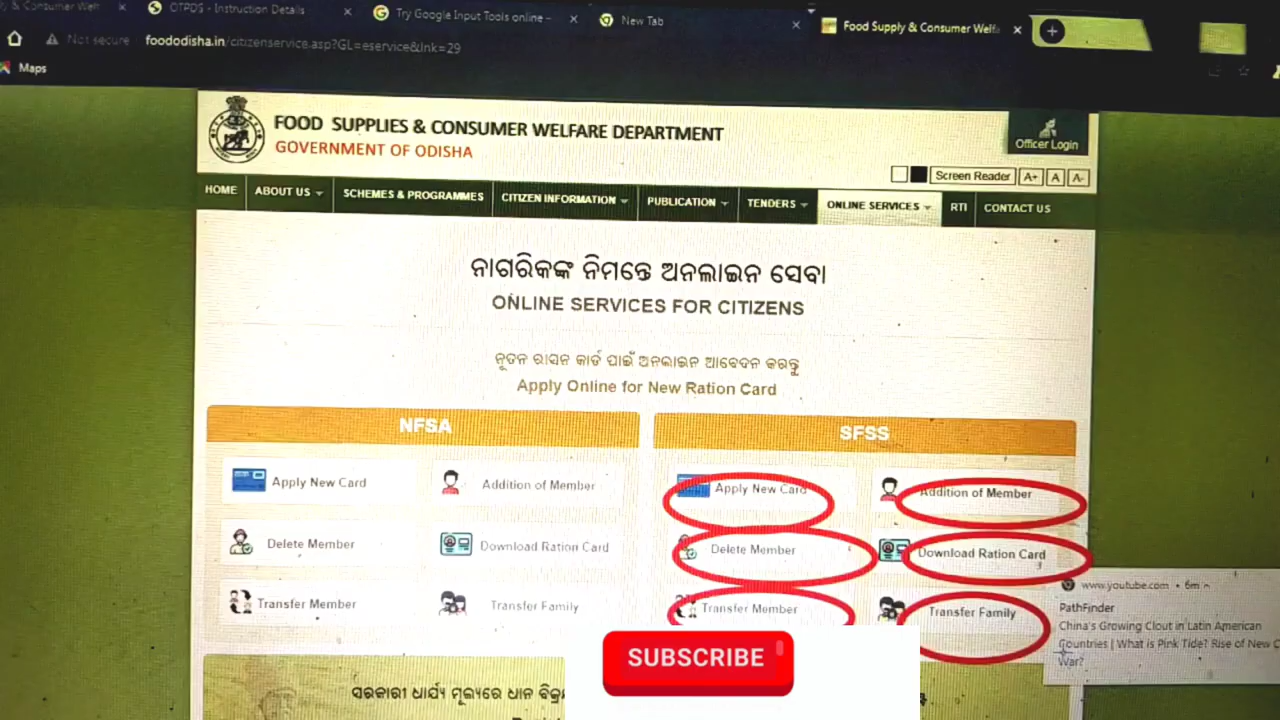 & Consumer Welf
OTPDS - Instruction Details
Try Google Input Tools online -
New Tab
Food Supply & Consumer Welfa
Not secure
foododisha.in/citizenservice.asp?GL=eservice&lnk=29
Maps
FOOD SUPPLIES & CONSUMER WELFARE DEPARTMENT
GOVERNMENT OF ODISHA
Officer Login
Screen Reader A+ A A-
HOME ABOUT US SCHEMES & PROGRAMMES CITIZEN INFORMATION PUBLICATION TENDERS ONLINE SERVICES RTI CONTACT US
ନାଗରିକଙ୍କ ନିମନ୍ତେ ଅନଲାଇନ ସେବା
ONLINE SERVICES FOR CITIZENS
ନୂତନ ରାସନ କାର୍ଡ ପାଇଁ ଅନଲାଇନ ଆବେଦନ କରନ୍ତୁ
Apply Online for New Ration Card
NFSA
Apply New Card Addition of Member
Delete Member Download Ration Card
Transfer Member Transfer Family
SFSS
Apply New Card Addition of Member
Delete Member Download Ration Card
Transfer Member Transfer Family
www.youtube.com • 6m
PathFinder
China's Growing Clout in Latin American
Countries | What is Pink Tide? Rise of New C
War?
SUBSCRIBE
ସରକାରୀ ଧାର୍ଯ୍ୟ ମୂଲ୍ୟରେ ଧାନ